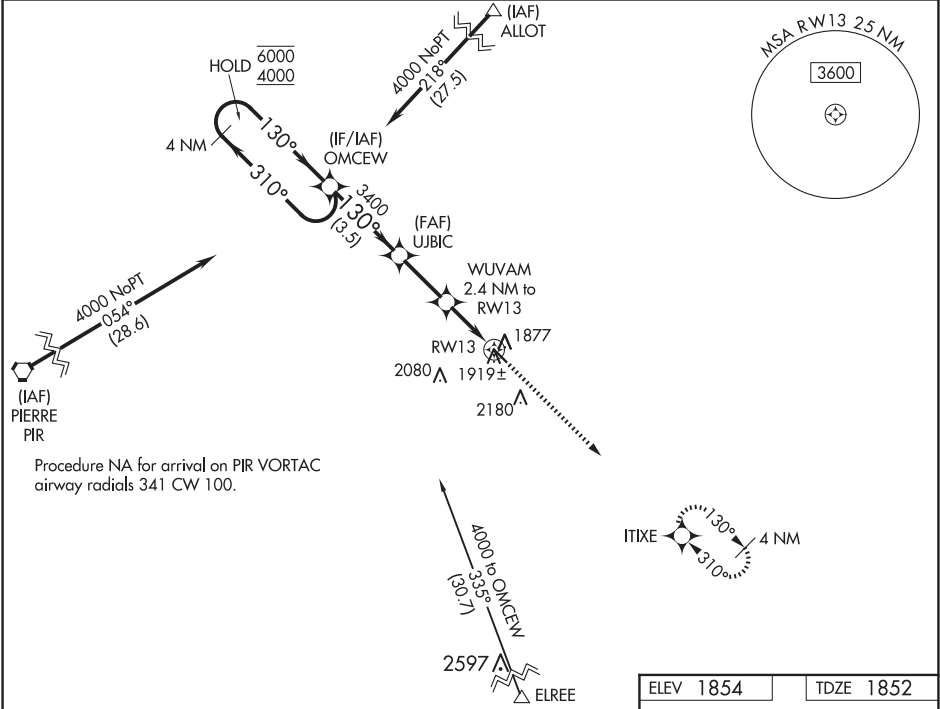 (IAF)
ALLOT
4000 NoPT
218°
(27.5)
MSA RW13 25 NM
3600
HOLD
6000
4000
4 NM
130°
310°
(IF/IAF)
OMCEW
3400
130°
(3.5)
(FAF)
UJBIC
WUVAM
2.4 NM to
RW13
RW13
1877
1919±
2080
2180
4000 NoPT
054°
(28.6)
(IAF)
PIERRE
PIR
Procedure NA for arrival on PIR VORTAC
airway radials 341 CW 100.
ITIXE
130°
310°
4 NM
4000 to OMCEW
335°
(30.7)
2597
ELREE
ELEV 1854
TDZE 1852